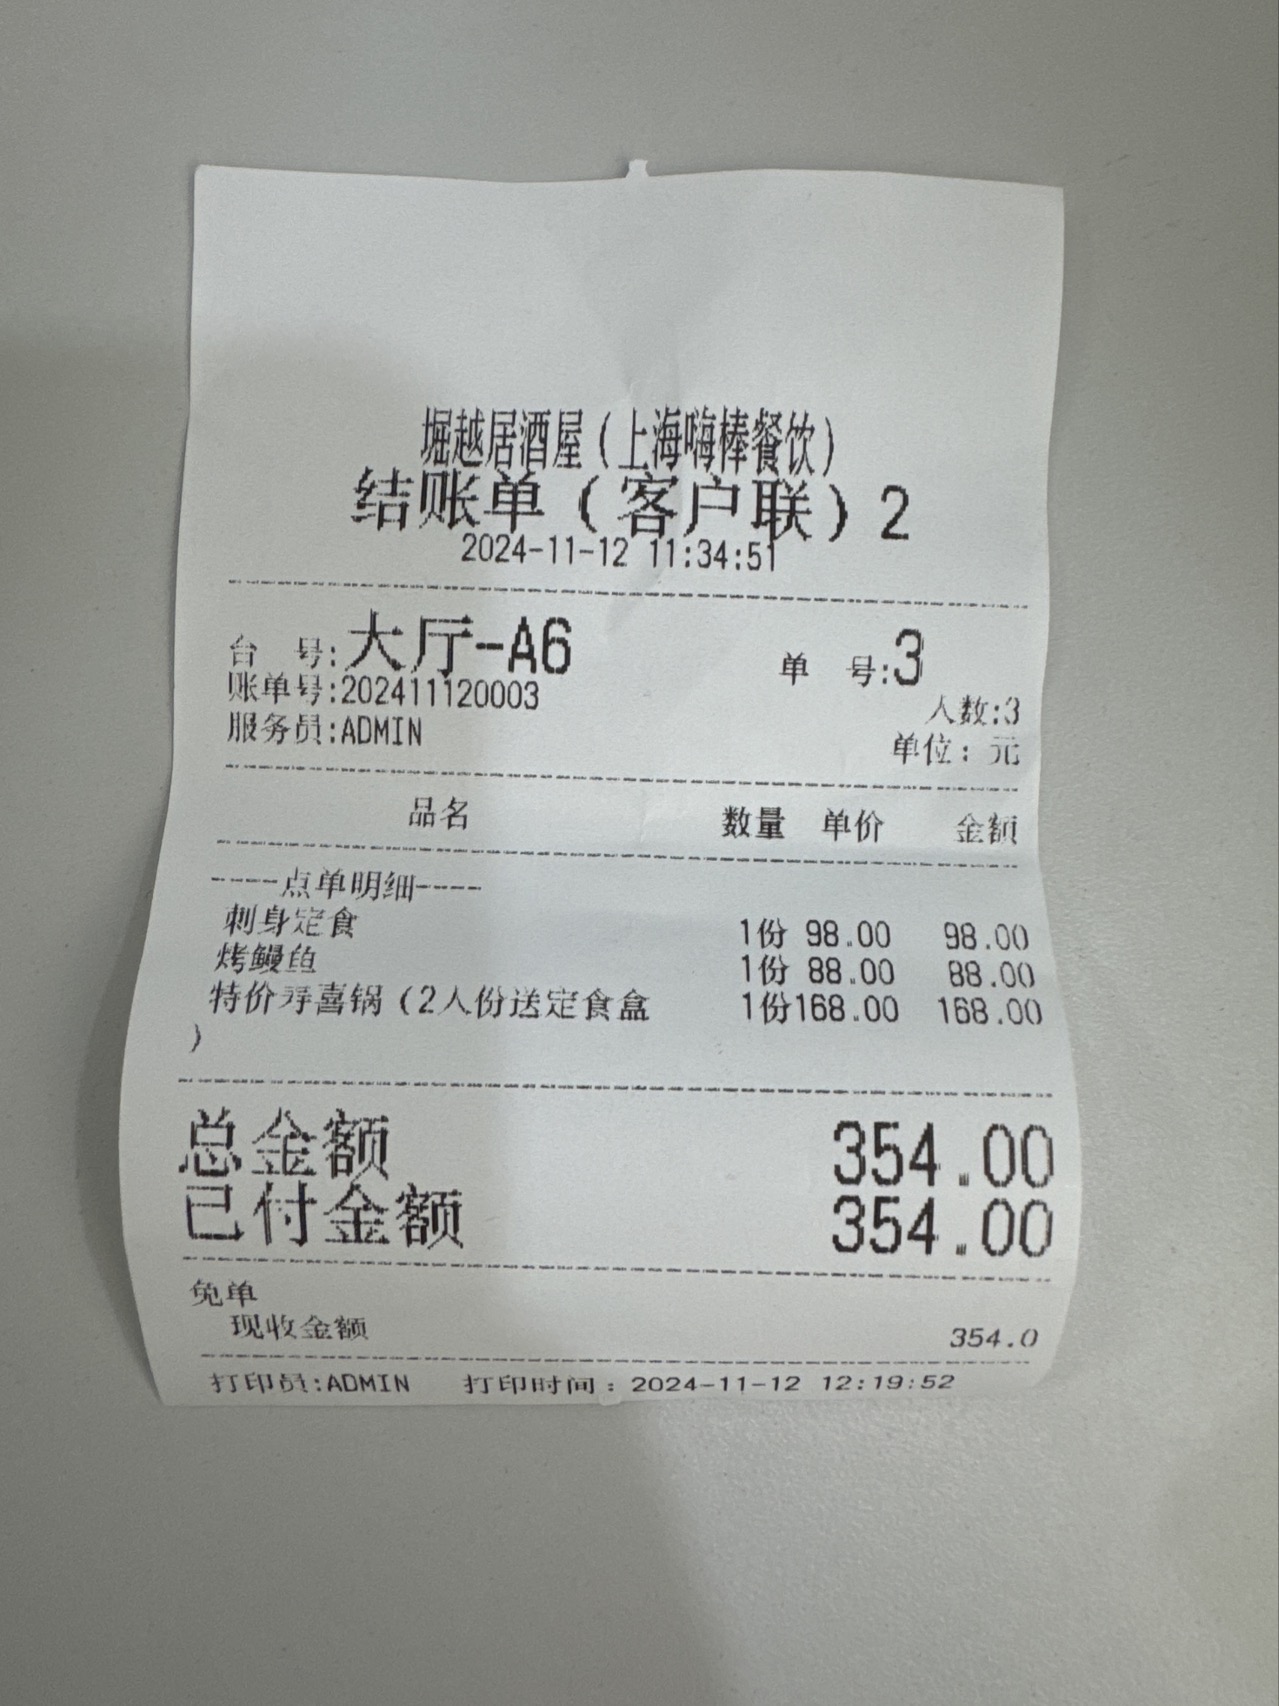 堀越居酒屋(上海嗨棒餐饮)
结账单(客户联)2
2024-11-12 11:34:51
台 号:大厅-A6 单 号:3
账单号:202411120003 人数:3
服务员:ADMIN 单位: 元
品名 数量 单价 金额
----点单明细----
刺身定食 1份 98.00 98.00
烤鳗鱼 1份 88.00 88.00
特价寿喜锅(2人份送定食盒 1份168.00 168.00
)
总金额 354.00
已付金额 354.00
免单
现收金额 354.0
打印员:ADMIN 打印时间: 2024-11-12 12:19:52